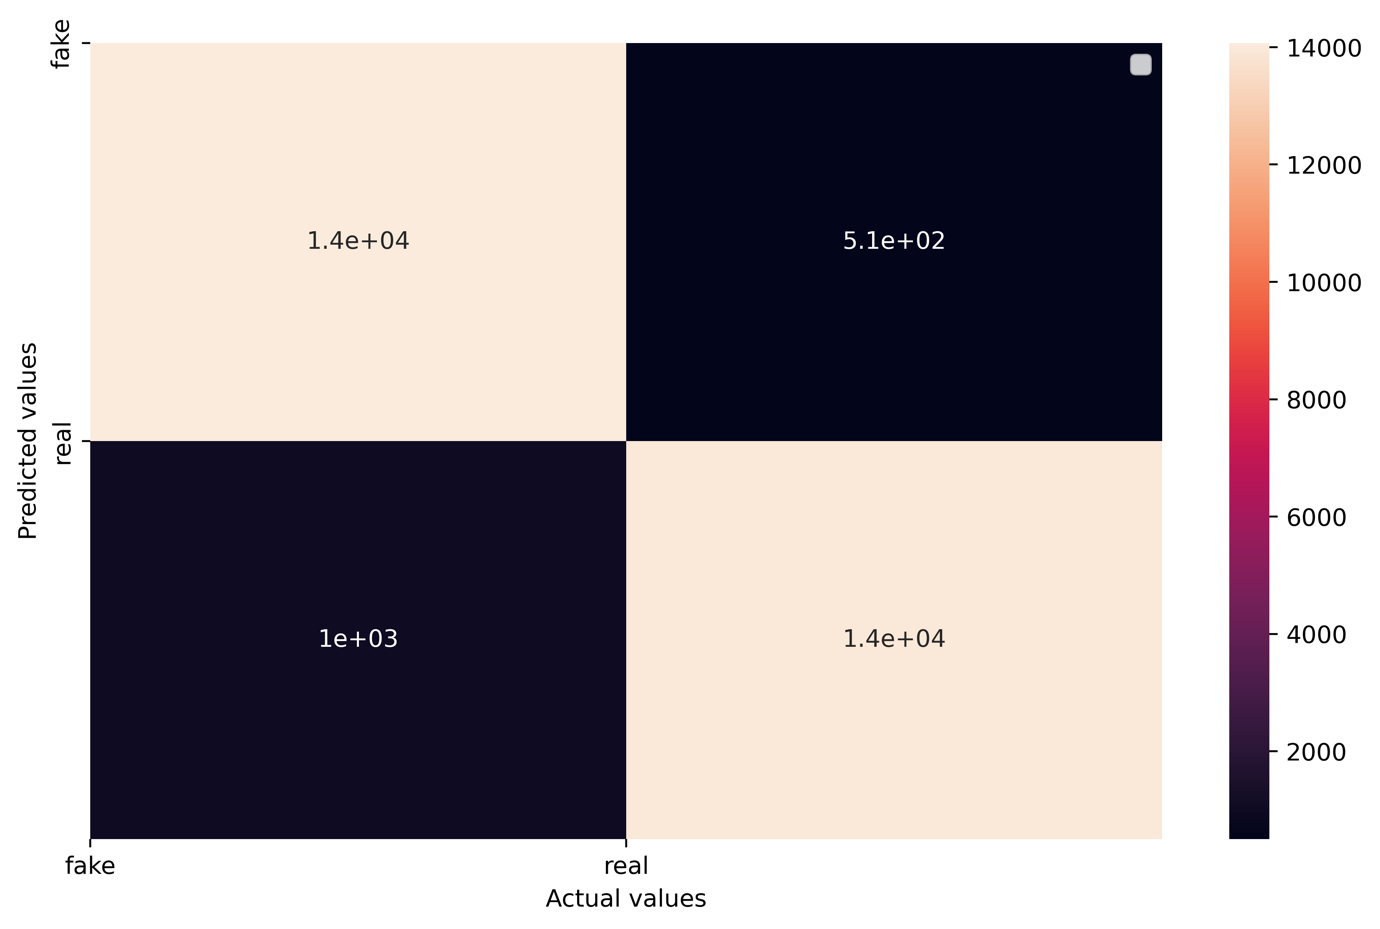 fake
real
Predicted values
1.4e+04
5.1e+02
1e+03
1.4e+04
fake
real
Actual values
14000
12000
10000
8000
6000
4000
2000